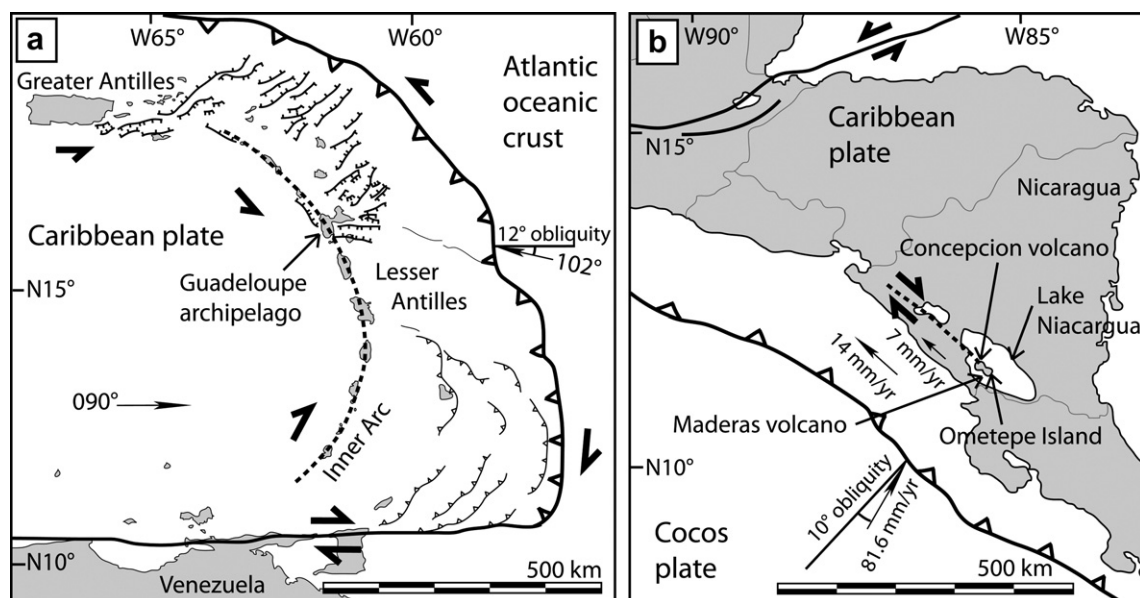 a
W65°
W60°
Greater Antilles
Atlantic
oceanic
crust
Caribbean plate
12° obliquity
102°
Guadeloupe
archipelago
Lesser
Antilles
N15°
090°
Inner Arc
N10°
Venezuela
500 km
b
W90°
W85°
Caribbean
plate
N15°
Nicaragua
Concepcion volcano
Lake
Niacargua
7 mm/yr
14 mm/yr
Maderas volcano
Ometepe Island
N10°
10° obliquity
81.6 mm/yr
Cocos
plate
500 km